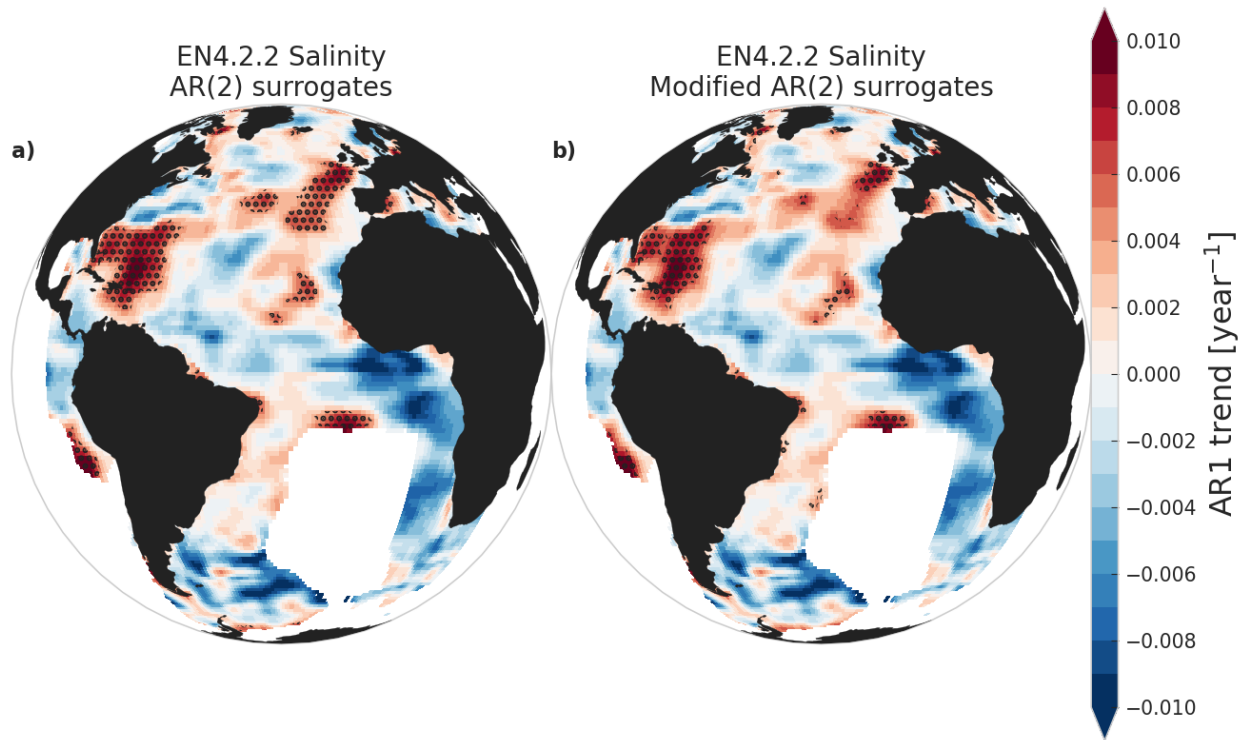 EN4.2.2 Salinity
AR(2) surrogates
EN4.2.2 Salinity
Modified AR(2) surrogates
a)
b)
0.010
0.008
0.006
0.004
0.002
0.000
−0.002
−0.004
−0.006
−0.008
−0.010
AR1 trend [year⁻¹]